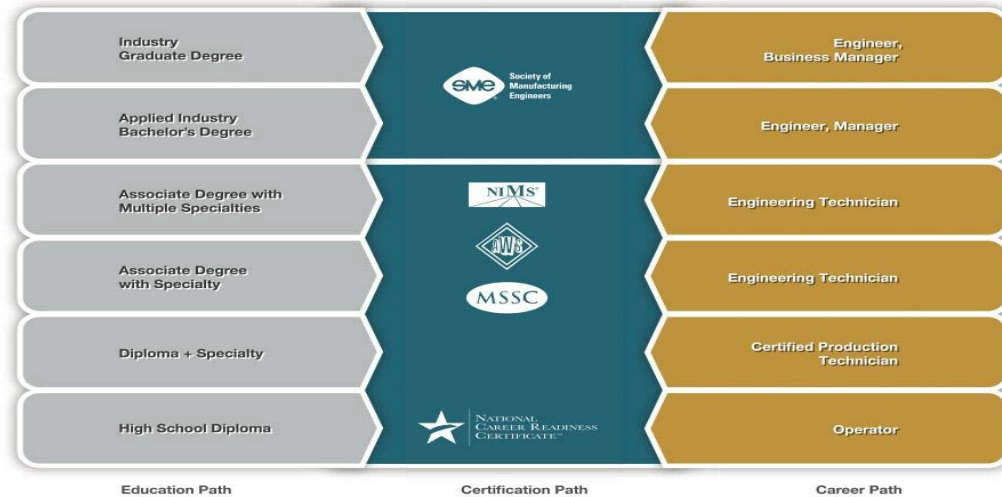 Industry
Graduate Degree
SME
Society of
Manufacturing
Engineers
Engineer,
Business Manager
Applied Industry
Bachelor's Degree
Engineer, Manager
Associate Degree with
Multiple Specialties
NIMS®
Engineering Technician
AWS
Associate Degree
with Specialty
MSSC
Engineering Technician
Diploma + Specialty
Certified Production
Technician
High School Diploma
NATIONAL
CAREER READINESS
CERTIFICATE™
Operator
Education Path
Certification Path
Career Path